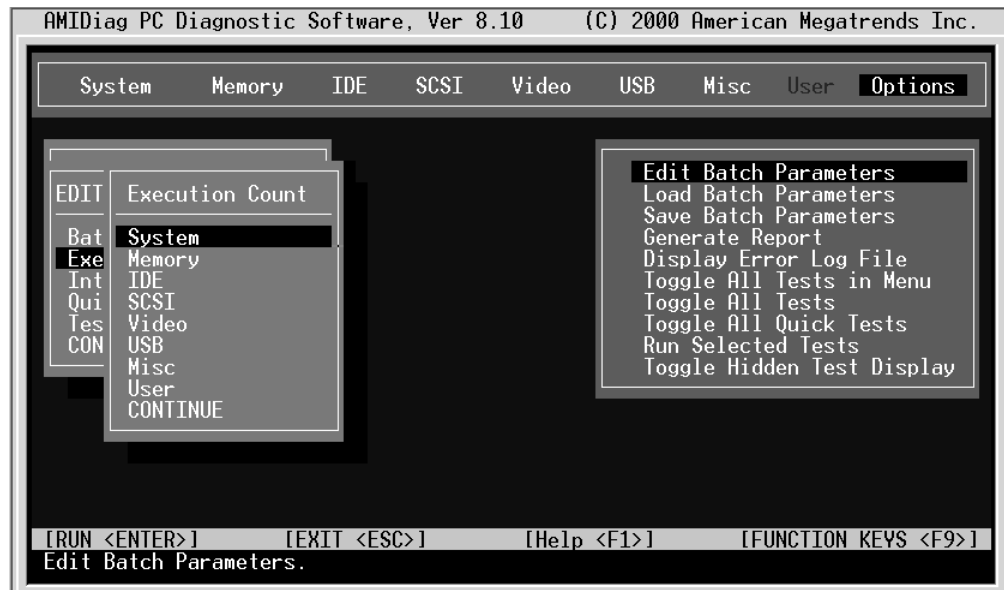 AMIDiag PC Diagnostic Software, Ver 8.10 (C) 2000 American Megatrends Inc.
System Memory IDE SCSI Video USB Misc User Options
EDIT
Bat
Exe
Int
Qui
Tes
CON
Execution Count
System
Memory
IDE
SCSI
Video
USB
Misc
User
CONTINUE
Edit Batch Parameters
Load Batch Parameters
Save Batch Parameters
Generate Report
Display Error Log File
Toggle All Tests in Menu
Toggle All Tests
Toggle All Quick Tests
Run Selected Tests
Toggle Hidden Test Display
[RUN <ENTER>] [EXIT <ESC>] [Help <F1>] [FUNCTION KEYS <F9>]
Edit Batch Parameters.